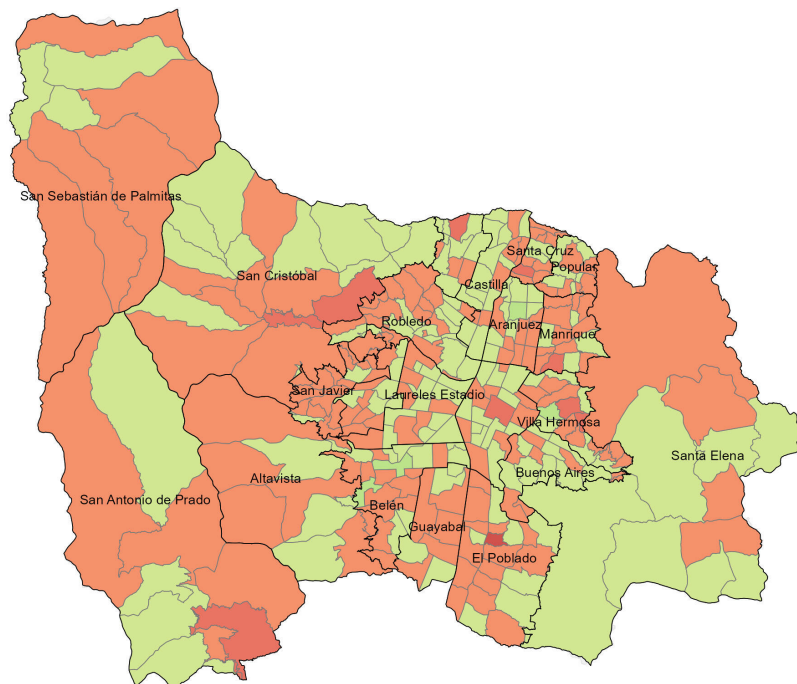 San Sebastián de Palmitas
San Cristóbal
Santa Cruz
Popular
Castilla
Robledo
Aranjuez
Manrique
San Javier
Laureles Estadio
Villa Hermosa
Santa Elena
Buenos Aires
Altavista
San Antonio de Prado
Belén
Guayabal
El Poblado